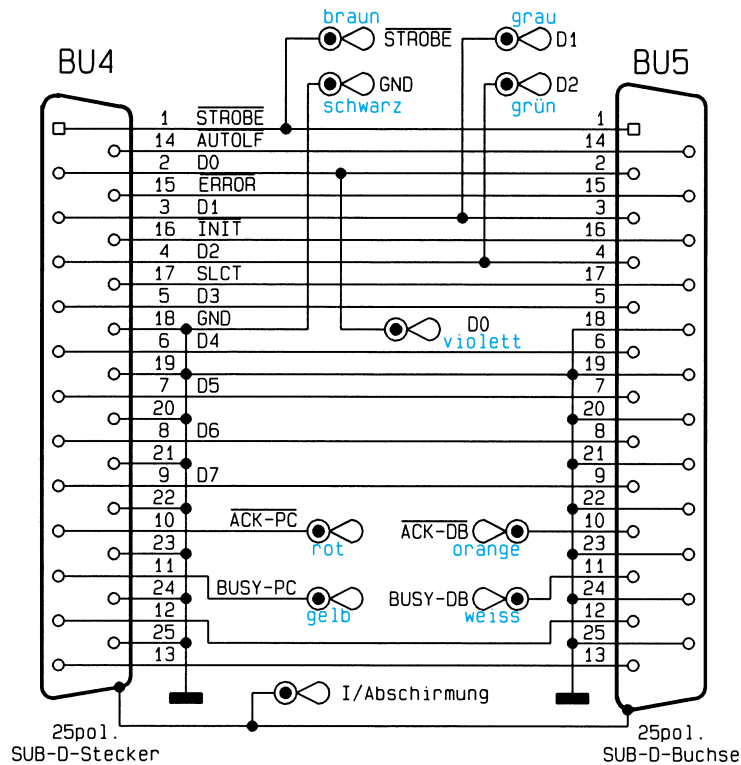 braun
STROBE
grau
D1
BU4
BU5
GND
schwarz
D2
grün
1 STROBE 1
14 AUTOLF 14
2 D0 2
15 ERROR 15
3 D1 3
16 INIT 16
4 D2 4
17 SLCT 17
5 D3 5
18 GND 18
D0
violett
6 D4 6
19 19
7 D5 7
20 20
8 D6 8
21 21
9 D7 9
22 22
10 ACK-PC ACK-DB 10
rot orange
23 23
11 BUSY-PC BUSY-DB 11
24 24
gelb weiss
12 12
25 25
13 13
I/Abschirmung
25pol.
SUB-D-Stecker
25pol.
SUB-D-Buchse